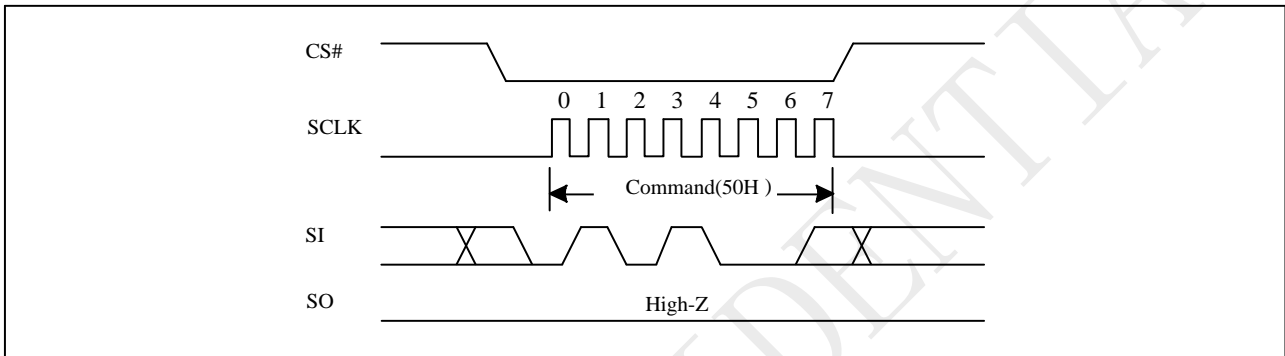 CS#
0 1 2 3 4 5 6 7
SCLK
Command(50H )
SI
SO
High-Z